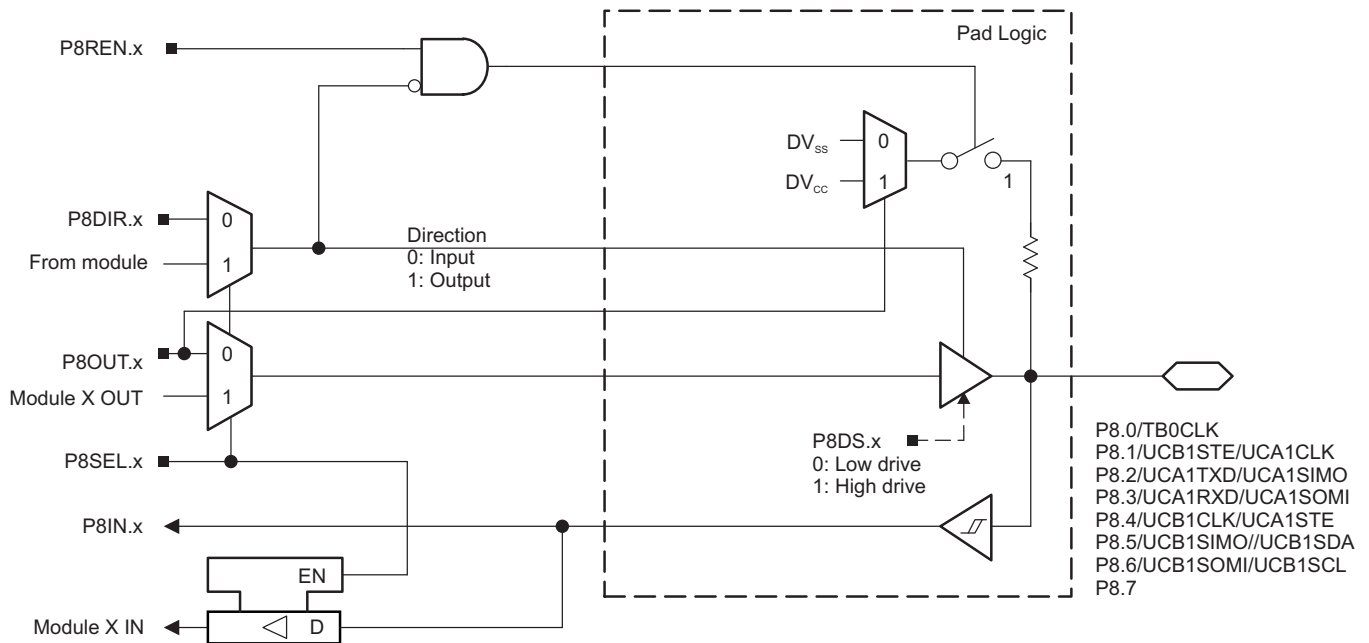 P8REN.x
Pad Logic
DVSS
0
DVCC
1
1
P8DIR.x
0
From module
1
Direction
0: Input
1: Output
P8OUT.x
0
Module X OUT
1
P8DS.x
0: Low drive
1: High drive
P8SEL.x
P8IN.x
EN
Module X IN
D
P8.0/TB0CLK
P8.1/UCB1STE/UCA1CLK
P8.2/UCA1TXD/UCA1SIMO
P8.3/UCA1RXD/UCA1SOMI
P8.4/UCB1CLK/UCA1STE
P8.5/UCB1SIMO//UCB1SDA
P8.6/UCB1SOMI/UCB1SCL
P8.7